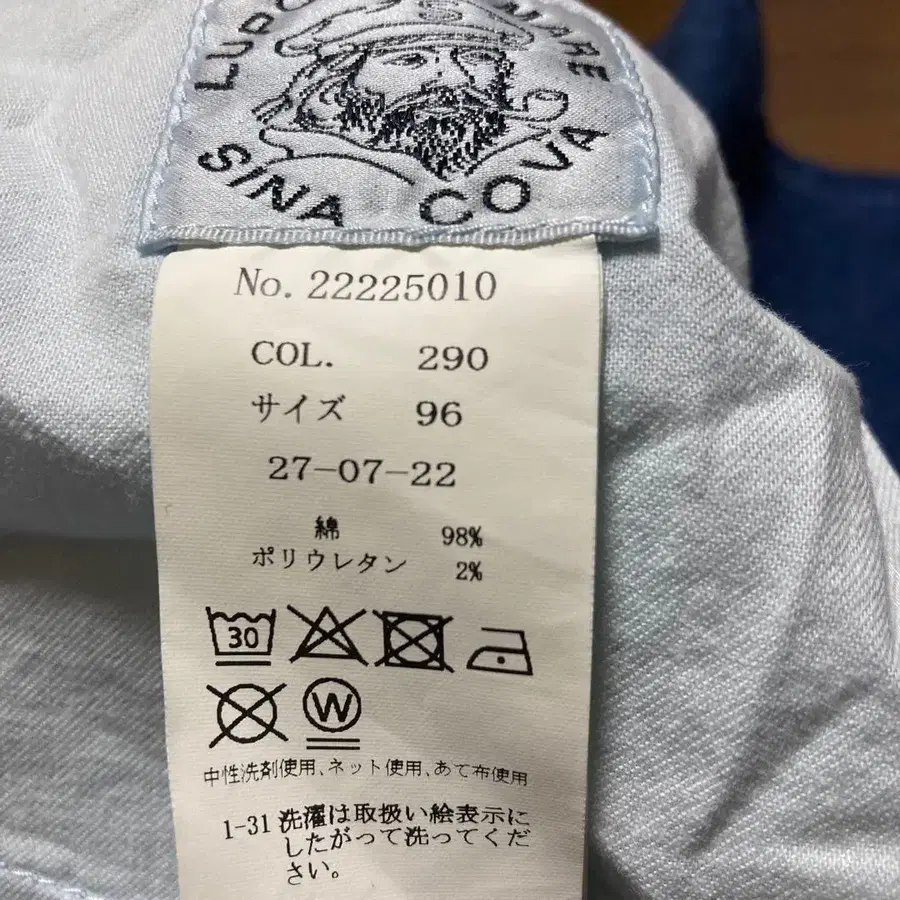 MARE
SINA COVA
No. 22225010
COL. 290
サイズ 96
27-07-22
綿 98%
ポリウレタン 2%
30
W
中性洗剤使用、ネット使用、あて布使用
1-31 洗濯は取扱い絵表示に
したがって洗ってくだ
さい。